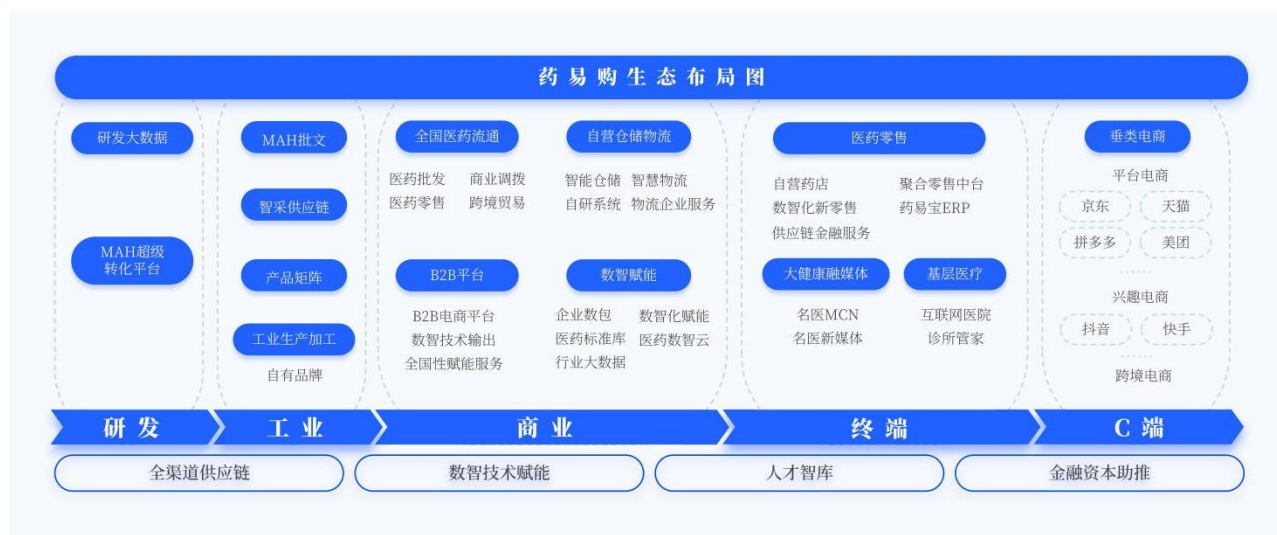 药易购生态布局图
研发大数据
MAH超级
转化平台
MAH批文
智采供应链
产品矩阵
工业生产加工
自有品牌
全国医药流通
医药批发 商业调拨
医药零售 跨境贸易
自营仓储物流
智能仓储 智慧物流
自研系统 物流企业服务
B2B平台
B2B电商平台
数智技术输出
全国性赋能服务
数智赋能
企业数包 数智化赋能
医药标准库 医药数智云
行业大数据
医药零售
自营药店 聚合零售中台
数智化新零售 药易宝ERP
供应链金融服务
大健康融媒体
名医MCN
名医新媒体
基层医疗
互联网医院
诊所管家
垂类电商
平台电商
京东 天猫
拼多多 美团
......
兴趣电商
抖音 快手
......
跨境电商
研发 工业 商业 终端 C端
全渠道供应链 数智技术赋能 人才智库 金融资本助推